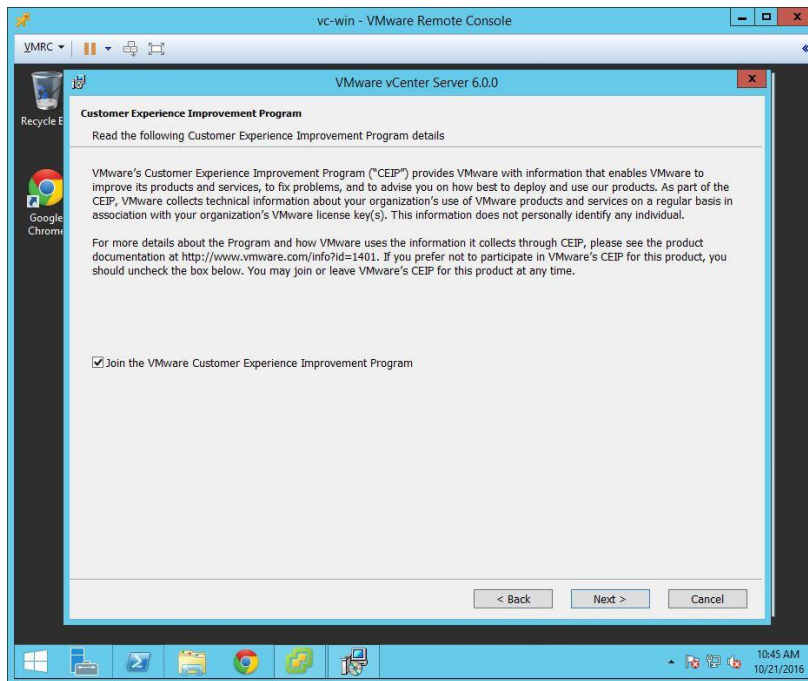 vc-win - VMware Remote Console
VMRC
VMware vCenter Server 6.0.0
Recycle
Customer Experience Improvement Program
Read the following Customer Experience Improvement Program details
VMware's Customer Experience Improvement Program ("CEIP") provides VMware with information that enables VMware to
improve its products and services, to fix problems, and to advise you on how best to deploy and use our products. As part of the
CEIP, VMware collects technical information about your organization's use of VMware products and services on a regular basis in
association with your organization's VMware license key(s). This information does not personally identify any individual.
Google
Chrome
For more details about the Program and how VMware uses the information it collects through CEIP, please see the product
documentation at http://www.vmware.com/info?id=1401. If you prefer not to participate in VMware's CEIP for this product, you
should uncheck the box below. You may join or leave VMware's CEIP for this product at any time.
Join the VMware Customer Experience Improvement Program
< Back
Next >
Cancel
10:45 AM
10/21/2016